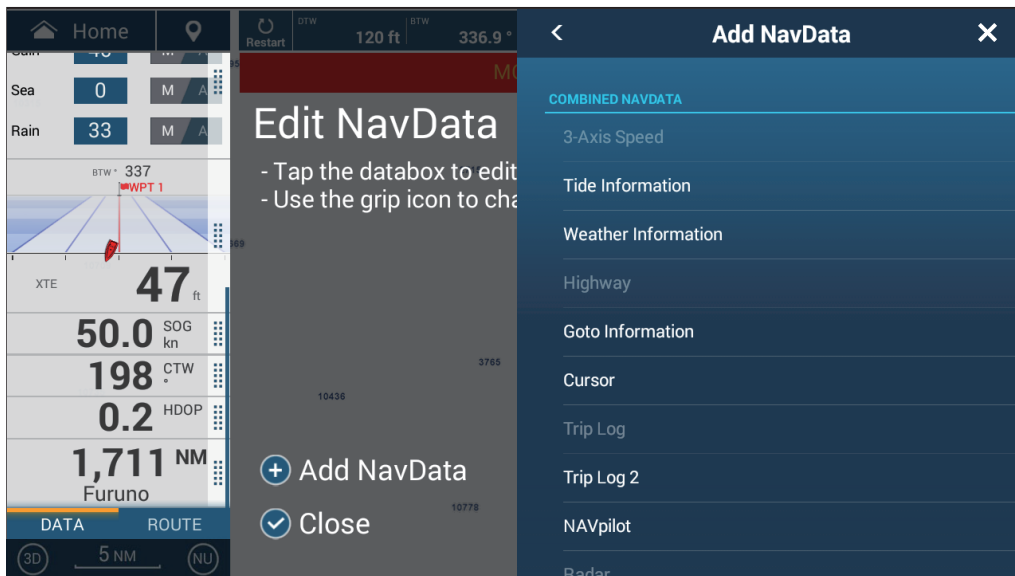 Home
Restart
DTW
120 ft
BTW
336.9 °
Sea
0
M
A
Rain
33
M
A
BTW° 337
WPT 1
XTE
47 ft
50.0 SOG
kn
198 CTW
°
0.2 HDOP
1,711 NM
Furuno
DATA
ROUTE
3D
5 NM
NU
Edit NavData
- Tap the databox to edit
- Use the grip icon to cha
3765
10436
10778
+ Add NavData
Close
Add NavData
COMBINED NAVDATA
3-Axis Speed
Tide Information
Weather Information
Highway
Goto Information
Cursor
Trip Log
Trip Log 2
NAVpilot
Radar